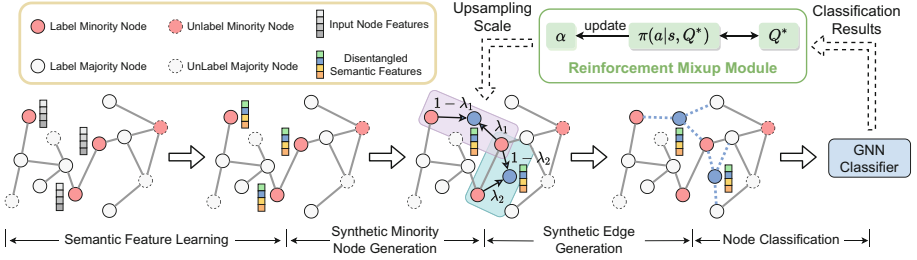 Label Minority Node
Unlabel Minority Node
Input Node Features
Label Majority Node
UnLabel Majority Node
Disentangled
Semantic Features
Upsampling
Scale
α
update
π(a|s, Q*)
Q*
Reinforcement Mixup Module
Classification
Results
1 − λ₁
λ₁
1 − λ₂
λ₂
GNN
Classifier
Semantic Feature Learning
Synthetic Minority
Node Generation
Synthetic Edge
Generation
Node Classification